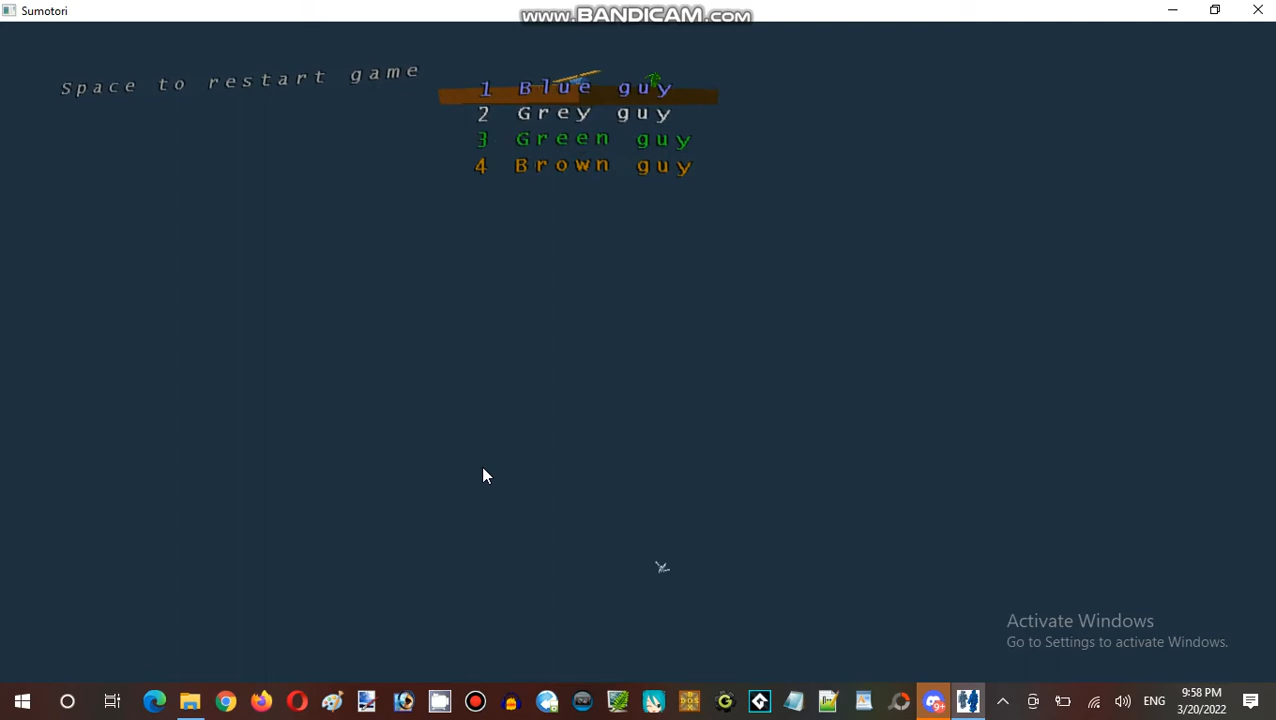 Sumotori
www.BANDICAM.com
Space to restart game
1 Blue guy
2 Grey guy
3 Green guy
4 Brown guy
Activate Windows
Go to Settings to activate Windows.
9+
ENG
9:58 PM
3/20/2022